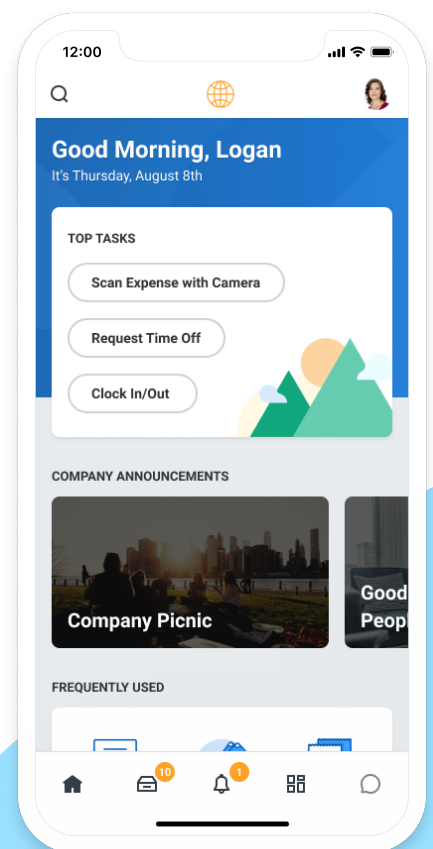 12:00
Good Morning, Logan
It's Thursday, August 8th
TOP TASKS
Scan Expense with Camera
Request Time Off
Clock In/Out
COMPANY ANNOUNCEMENTS
Company Picnic
Good
Peopl
FREQUENTLY USED
10
1